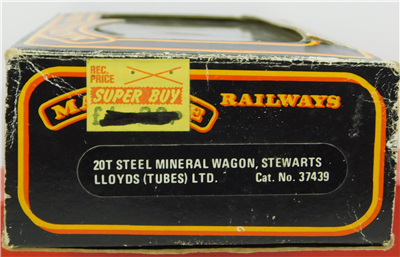 REC.
PRICE
SUPER BUY
RAILWAYS
20T STEEL MINERAL WAGON, STEWARTS
LLOYDS (TUBES) LTD. Cat. No. 37439